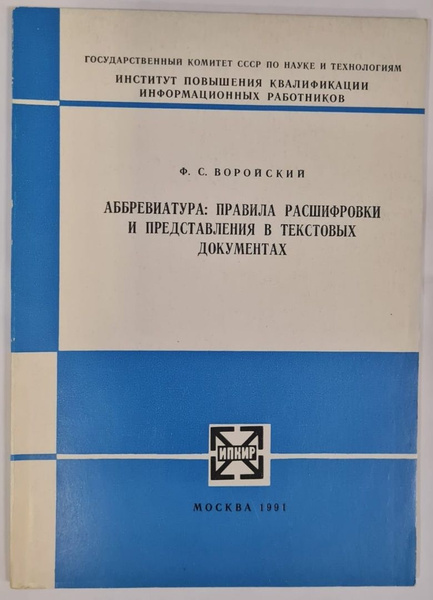 ГОСУДАРСТВЕННЫЙ КОМИТЕТ СССР ПО НАУКЕ И ТЕХНОЛОГИЯМ
ИНСТИТУТ ПОВЫШЕНИЯ КВАЛИФИКАЦИИ
ИНФОРМАЦИОННЫХ РАБОТНИКОВ
Ф. С. ВОРОЙСКИЙ
АББРЕВИАТУРА: ПРАВИЛА РАСШИФРОВКИ
И ПРЕДСТАВЛЕНИЯ В ТЕКСТОВЫХ
ДОКУМЕНТАХ
ИПКИР
МОСКВА 1991